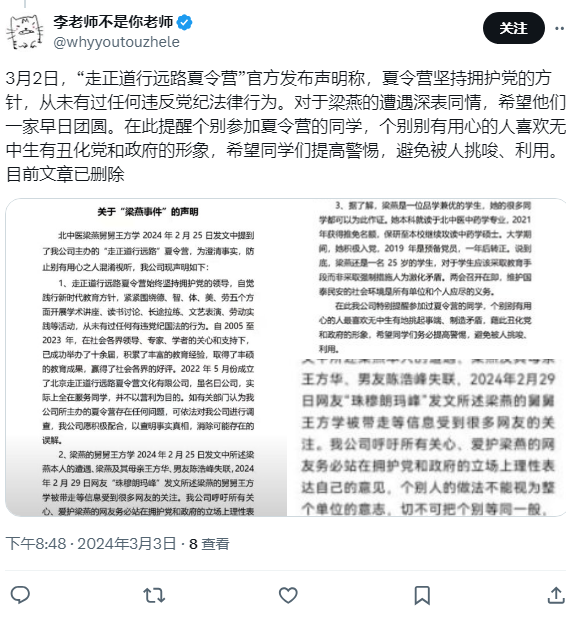 李老师不是你老师
@whyyoutouzhele
关注
3月2日，“走正道行远路夏令营”官方发布声明称，夏令营坚持拥护党的方
针，从未有过任何违反党纪法律行为。对于梁燕的遭遇深表同情，希望他们
一家早日团圆。在此提醒个别参加夏令营的同学，个别别有用心的人喜欢无
中生有丑化党和政府的形象，希望同学们提高警惕，避免被人挑唆、利用。
目前文章已删除
关于“梁燕事件”的声明
北中医梁燕舅舅王方学 2024 年 2 月 25 日发文中提到
了我公司主办的“走正道行远路”夏令营，为澄清事实，防
止别有用心之人混淆视听，我公司现声明如下：
1、走正道行远路夏令营始终坚持拥护党的领导，自觉
践行新时代教育方针，紧紧围绕德、智、体、美、劳五个方
面开展学术讲座、读书讨论、长途拉练、文艺表演、劳动实
践等活动，从未有过任何有违党纪国法的行为。自 2005 至
2023 年，在社会各界领导、专家、学者的关心和支持下，
已成功举办了十余届，积累了丰富的教育经验，取得了丰硕
的教育成果，赢得了社会各界的好评。2022 年 5 月份成立
了北京走正道行远路夏令营文化有限公司，虽名曰公司，实
际上全在服务同学，并不以营利为目的。如有关部门认为我
公司所主办的夏令营存在任何问题，可依法对我公司进行调
查，我公司愿积极配合，以查明事实真相，消除可能存在的
误解。
2、梁燕的舅舅王方学 2024 年 2 月 25 日发文中所述梁
燕本人的遭遇，梁燕及其母亲王方华、男友陈浩峰失联，2024
年 2 月 29 日网友“珠穆朗玛峰”发文所述梁燕的舅舅王方
学被带走等信息受到很多网友的关注。我公司呼吁所有关
心、爱护梁燕的网友务必站在拥护党和政府的立场上理性表
3、据了解，梁燕是一位品学兼优的学生，她的很多同
学都可以为此作证。她本科就读于北中医中药学专业，2021
年获得推免名额，保研至本校继续攻读中药学硕士。大学期
间，她积极入党，2019 年是预备党员，一年后转正。说到
底，梁燕还是一名 25 岁的学生，对于学生应该采取教育手
段而非采取强制措施人为激化矛盾。两会召开在即，维护国
泰民安的社会环境是所有单位和个人应尽的义务。
在此我公司特别提醒参加过夏令营的同学，个别别有用
心的人最喜欢无中生有地挑起事端、制造矛盾，藉此丑化党
和政府的形象，希望同学们务必提高警惕，避免被人挑唆、
利用。
文中所述梁燕本人的遭遇，梁燕及其母亲
王方华、男友陈浩峰失联，2024年2月29
日网友“珠穆朗玛峰”发文所述梁燕的舅舅
王方学被带走等信息受到很多网友的关
注。我公司呼吁所有关心、爱护梁燕的网
友务必站在拥护党和政府的立场上理性表
达自己的意见，个别人的做法不能视为整
个单位的意志，切不可把个别等同一般，
下午8:48 · 2024年3月3日 · 8 查看